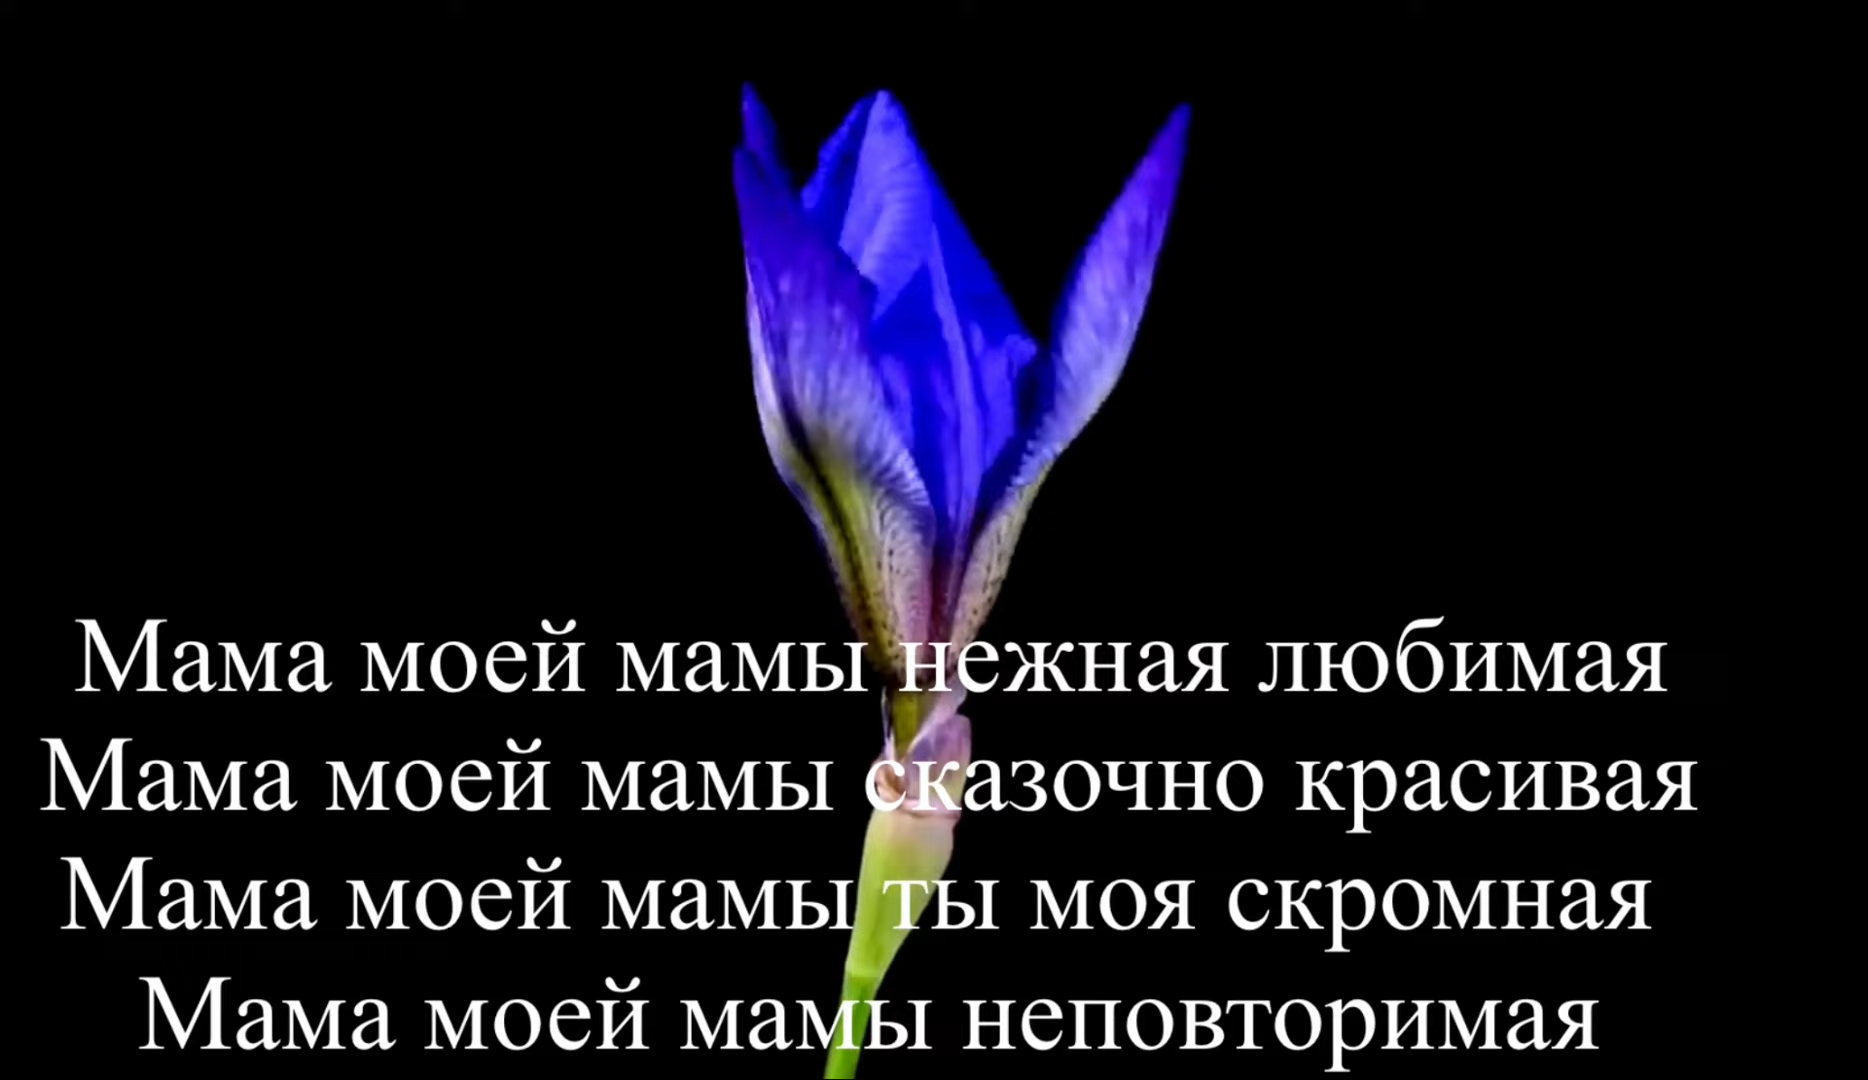 Мама моей мамы нежная любимая
Мама моей мамы сказочно красивая
Мама моей мамы ты моя скромная
Мама моей мамы неповторимая